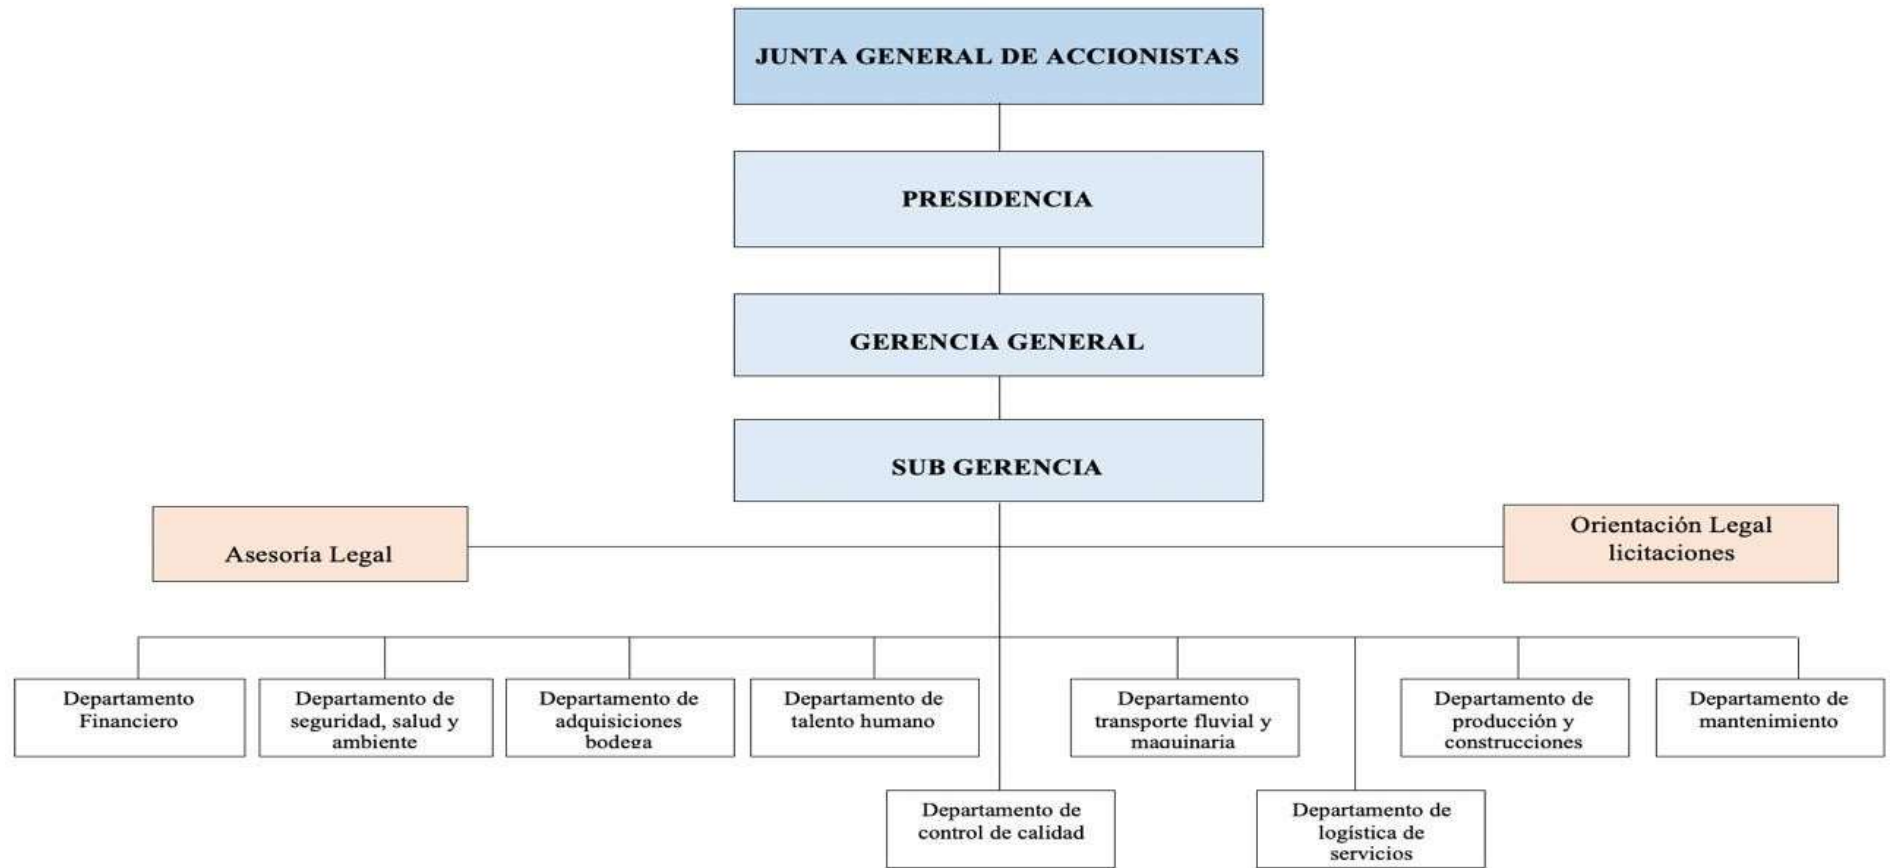 JUNTA GENERAL DE ACCIONISTAS
PRESIDENCIA
GERENCIA GENERAL
SUB GERENCIA
Asesoría Legal
Orientación Legal
licitaciones
Departamento
Financiero
Departamento de
seguridad, salud y
ambiente
Departamento de
adquisiciones
bodega
Departamento de
talento humano
Departamento
transporte fluvial y
maquinaria
Departamento de
producción y
construcciones
Departamento de
mantenimiento
Departamento de
control de calidad
Departamento de
logística de
servicios